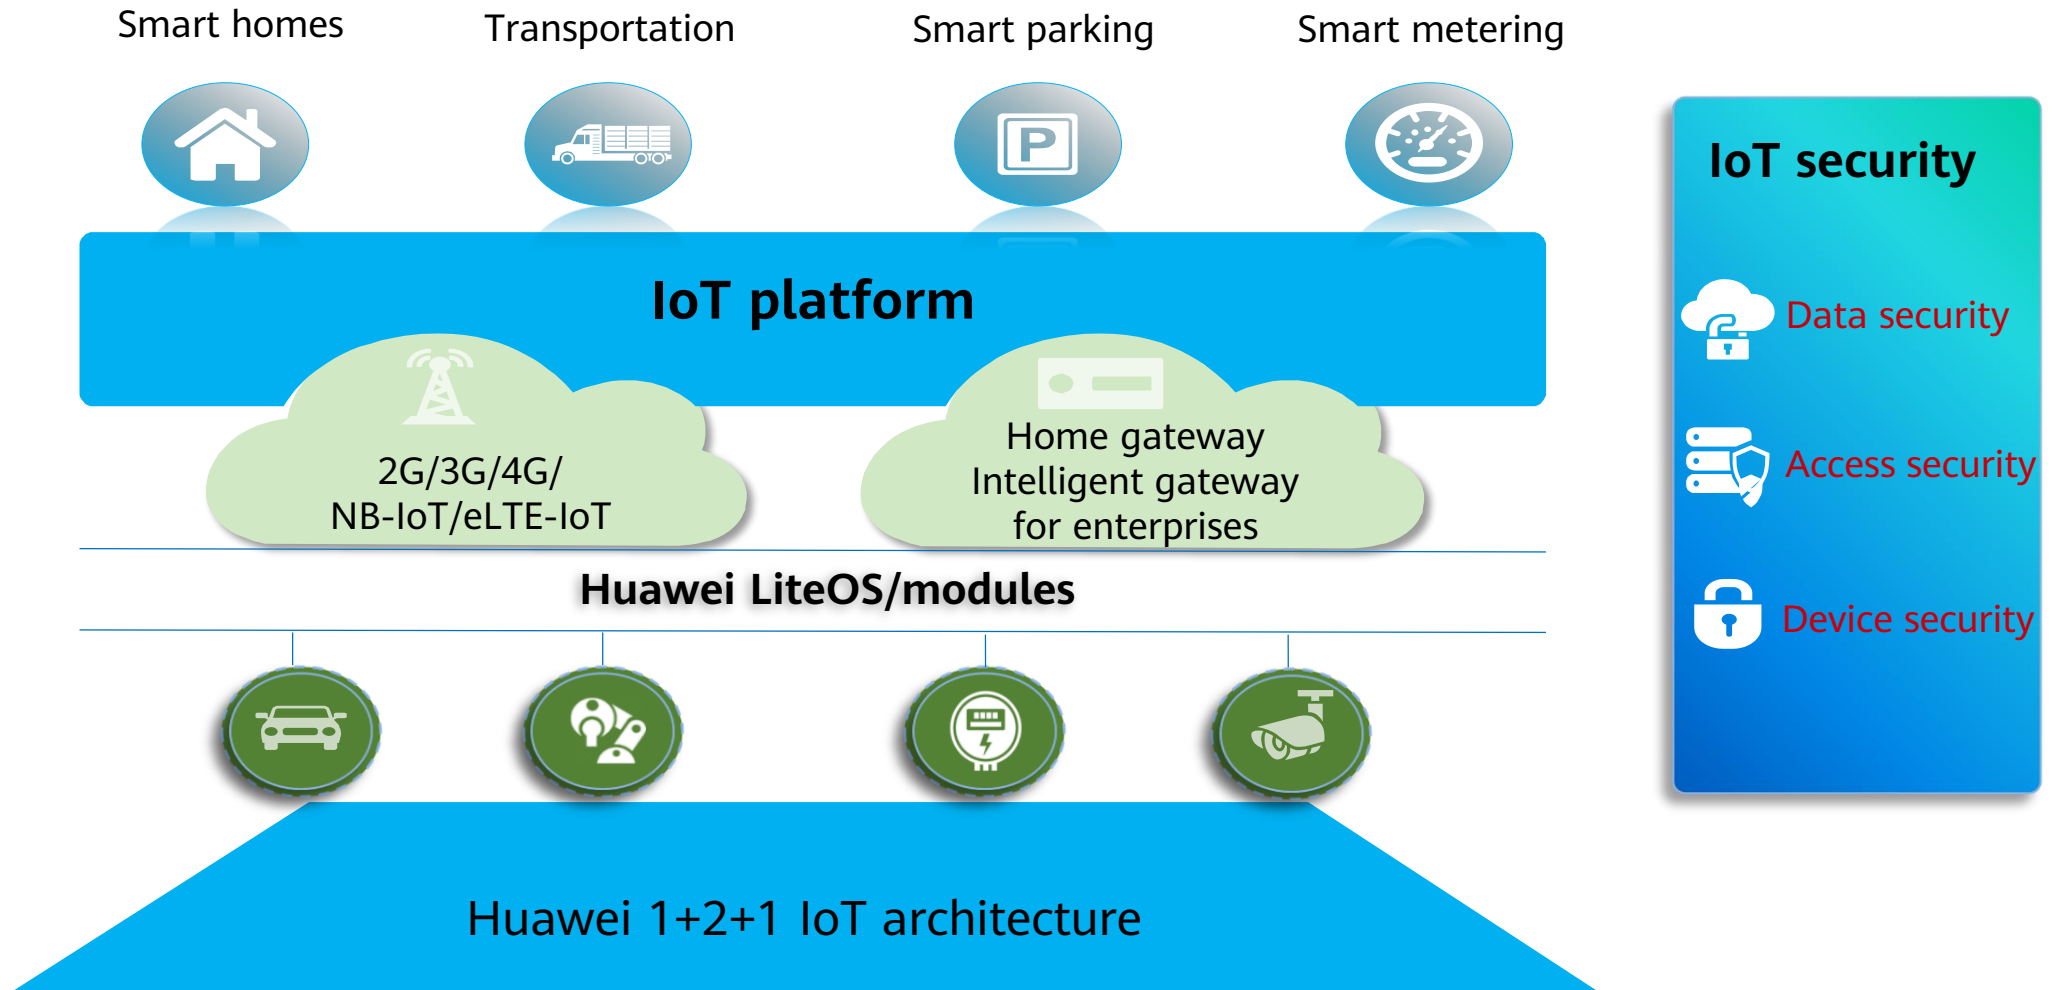 Smart homes
Transportation
Smart parking
Smart metering
IoT platform
2G/3G/4G/
NB-IoT/eLTE-IoT
Home gateway
Intelligent gateway
for enterprises
Huawei LiteOS/modules
Huawei 1+2+1 IoT architecture
IoT security
Data security
Access security
Device security
P